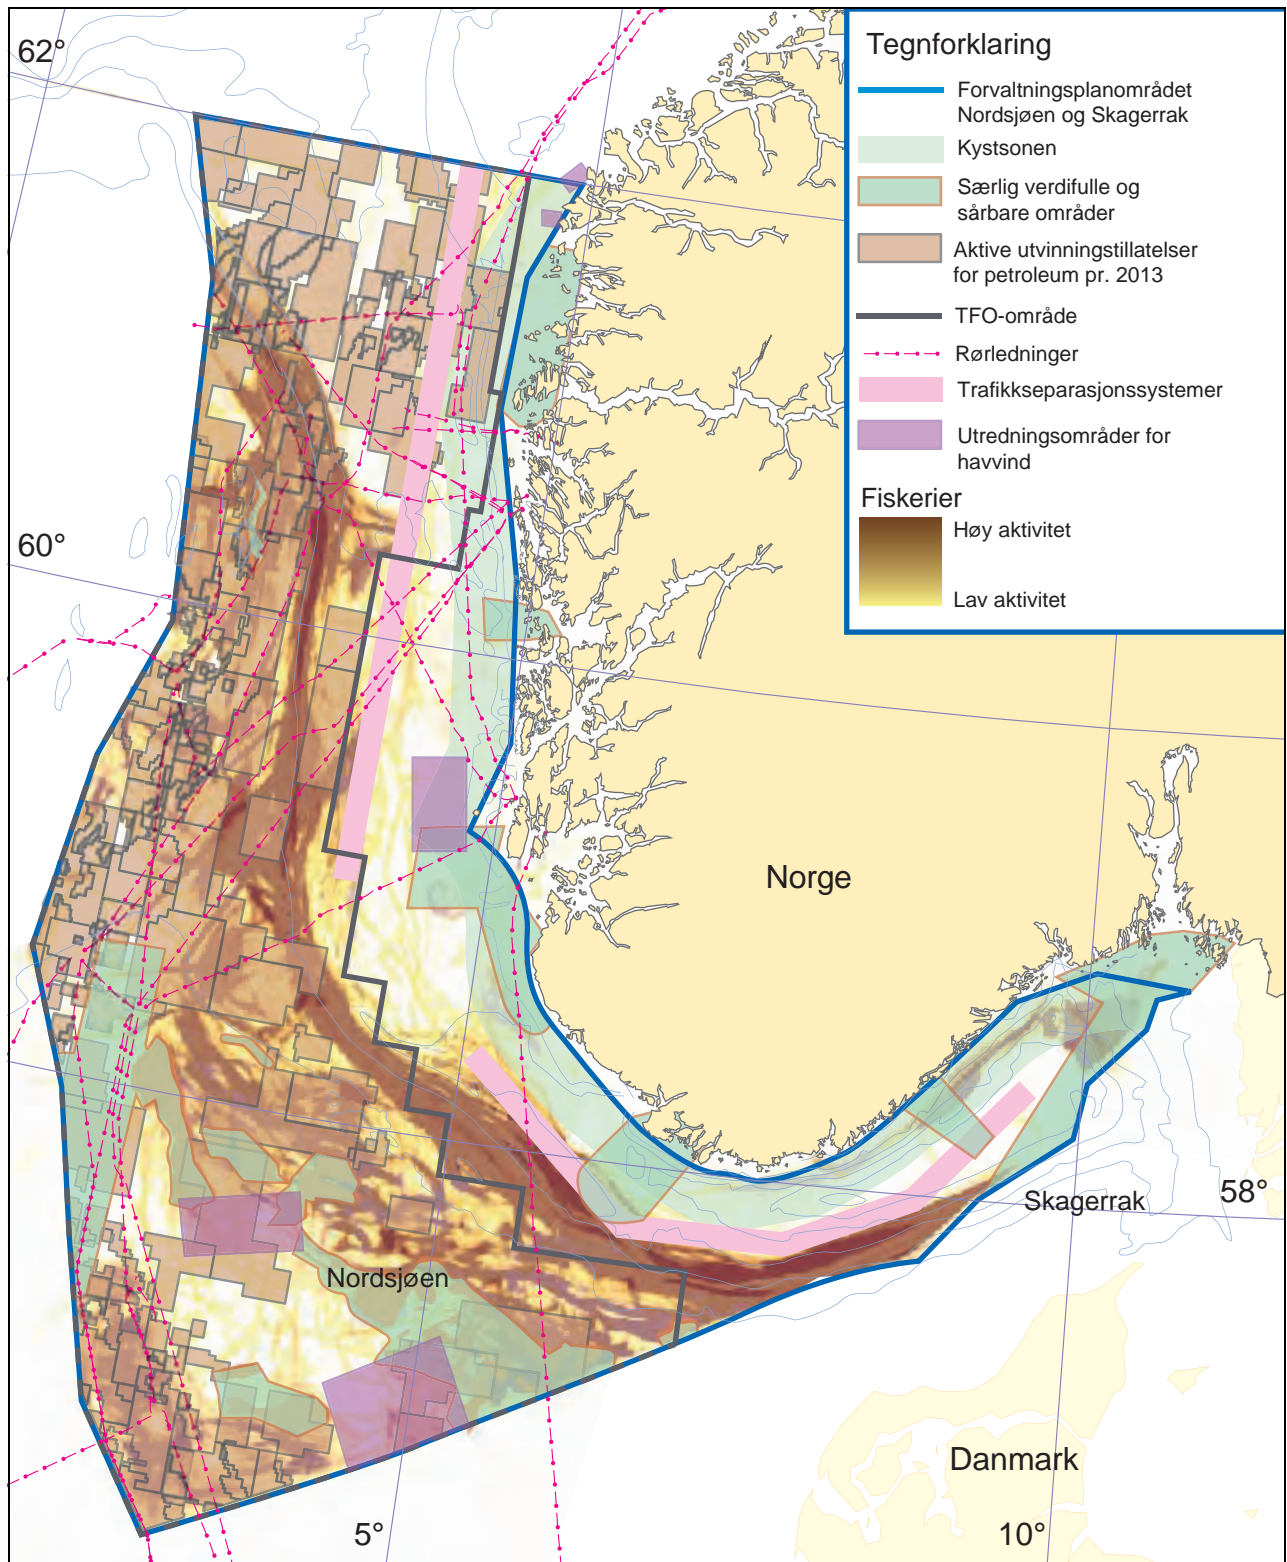 62°
Tegnforklaring
Forvaltningsplanområdet
Nordsjøen og Skagerrak
Kystsonen
Særlig verdifulle og
sårbare områder
Aktive utvinningstillatelser
for petroleum pr. 2013
TFO-område
Rørledninger
Trafikkseparasjonssystemer
Utredningsområder for
havvind
Fiskerier
Høy aktivitet
Lav aktivitet
60°
Norge
58°
Skagerrak
Nordsjøen
Danmark
5°
10°